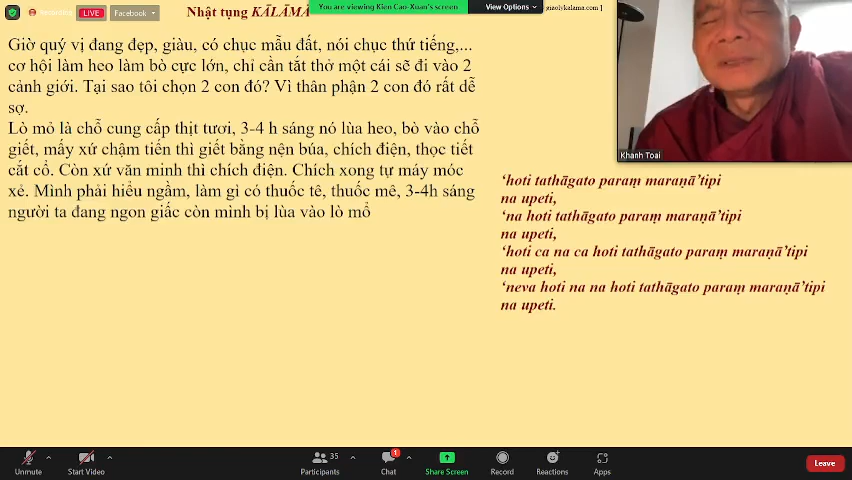 Recording
LIVE
Facebook
Nhật tụng KĀLĀMA
You are viewing Kien Cao-Xuan's screen
View Options
giaolykalama.com ]
Giờ quý vị đang đẹp, giàu, có chục mẫu đất, nói chục thứ tiếng,...
cơ hội làm heo làm bò cực lớn, chỉ cần tắt thở một cái sẽ đi vào 2
cảnh giới. Tại sao tôi chọn 2 con đó? Vì thân phận 2 con đó rất dễ
sợ.
Lò mổ là chỗ cung cấp thịt tươi, 3-4 h sáng nó lùa heo, bò vào chỗ
giết, mấy xứ chậm tiến thì giết bằng nện búa, chích điện, thọc tiết
cắt cổ. Còn xứ văn minh thì chích điện. Chích xong tự máy móc
xẻ. Mình phải hiểu ngầm, làm gì có thuốc tê, thuốc mê, 3-4h sáng
người ta đang ngon giấc còn mình bị lùa vào lò mổ
Khanh Toai
‘hoti tathāgato paraṃ maraṇā’tipi
na upeti,
‘na hoti tathāgato paraṃ maraṇā’tipi
na upeti,
‘hoti ca na ca hoti tathāgato paraṃ maraṇā’tipi
na upeti,
‘neva hoti na na hoti tathāgato paraṃ maraṇā’tipi
na upeti.
Unmute
Start Video
35
Participants
1
Chat
Share Screen
Record
Reactions
Apps
Leave